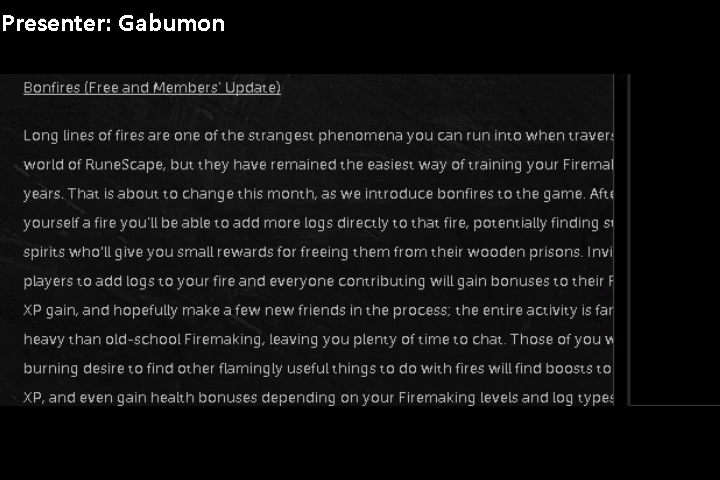 Presenter: Gabumon
Bonfires (Free and Members' Update)
Long lines of fires are one of the strangest phenomena you can run into when
world of RuneScape, but they have remained the easiest way of training your
years. That is about to change this month, as we introduce bonfires to the game.
yourself a fire you'll be able to add more logs directly to that fire, potentially finding
spirits who'll give you small rewards for freeing them from their wooden prisons.
players to add logs to your fire and everyone contributing will gain bonuses to their
XP gain, and hopefully make a few new friends in the process; the entire activity is
heavy than old-school Firemaking, leaving you plenty of time to chat. Those of you
burning desire to find other flamingly useful things to do with fires will find boosts to
XP, and even gain health bonuses depending on your Firemaking levels and log types